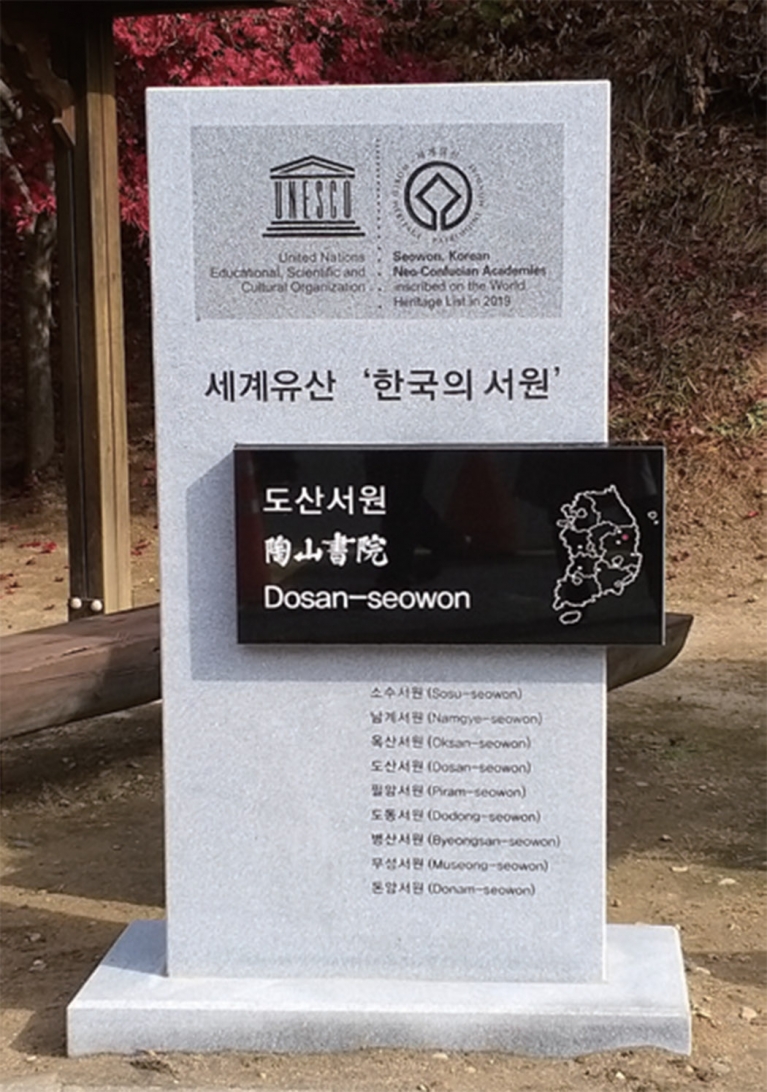 UNESCO
United Nations
Educational, Scientific and
Cultural Organization
Seowon, Korean
Neo-Confucian Academies
inscribed on the World
Heritage List in 2019
세계유산 ‘한국의 서원’
도산서원
陶山書院
Dosan-seowon
소수서원 (Sosu-seowon)
남계서원 (Namgye-seowon)
옥산서원 (Oksan-seowon)
도산서원 (Dosan-seowon)
필암서원 (Piram-seowon)
도동서원 (Dodong-seowon)
병산서원 (Byeongsan-seowon)
무성서원 (Museong-seowon)
돈암서원 (Donam-seowon)